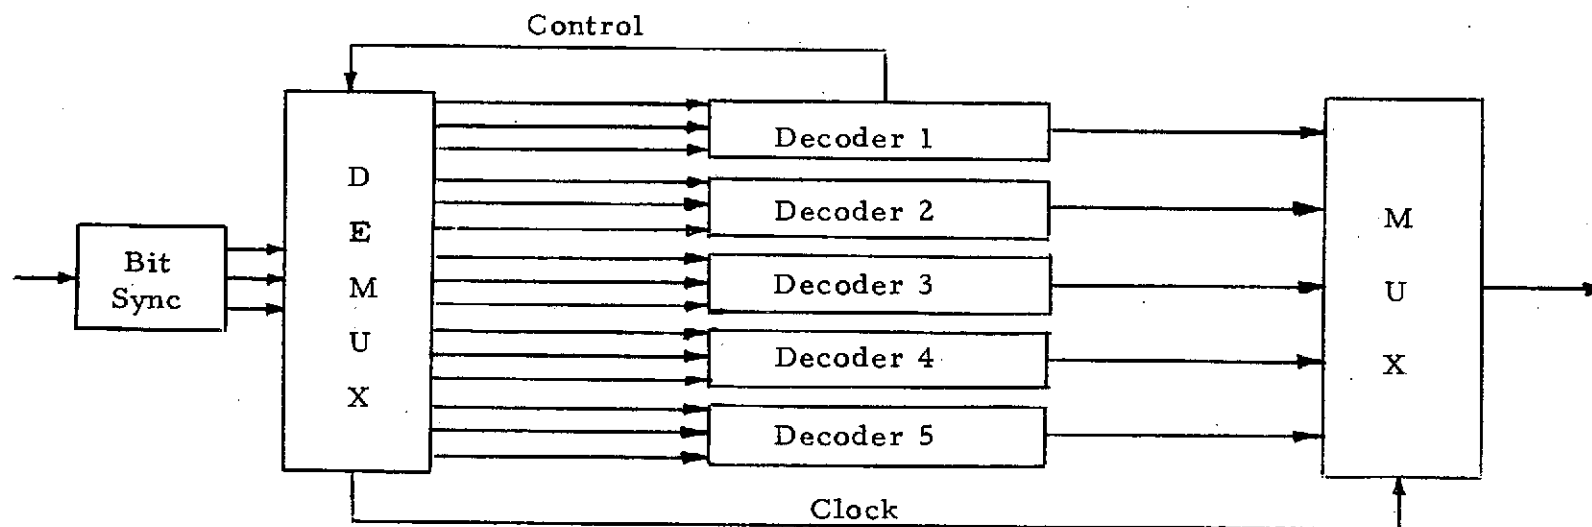 Control
Bit
Sync
D
E
M
U
X
Decoder 1
Decoder 2
Decoder 3
Decoder 4
Decoder 5
M
U
X
Clock